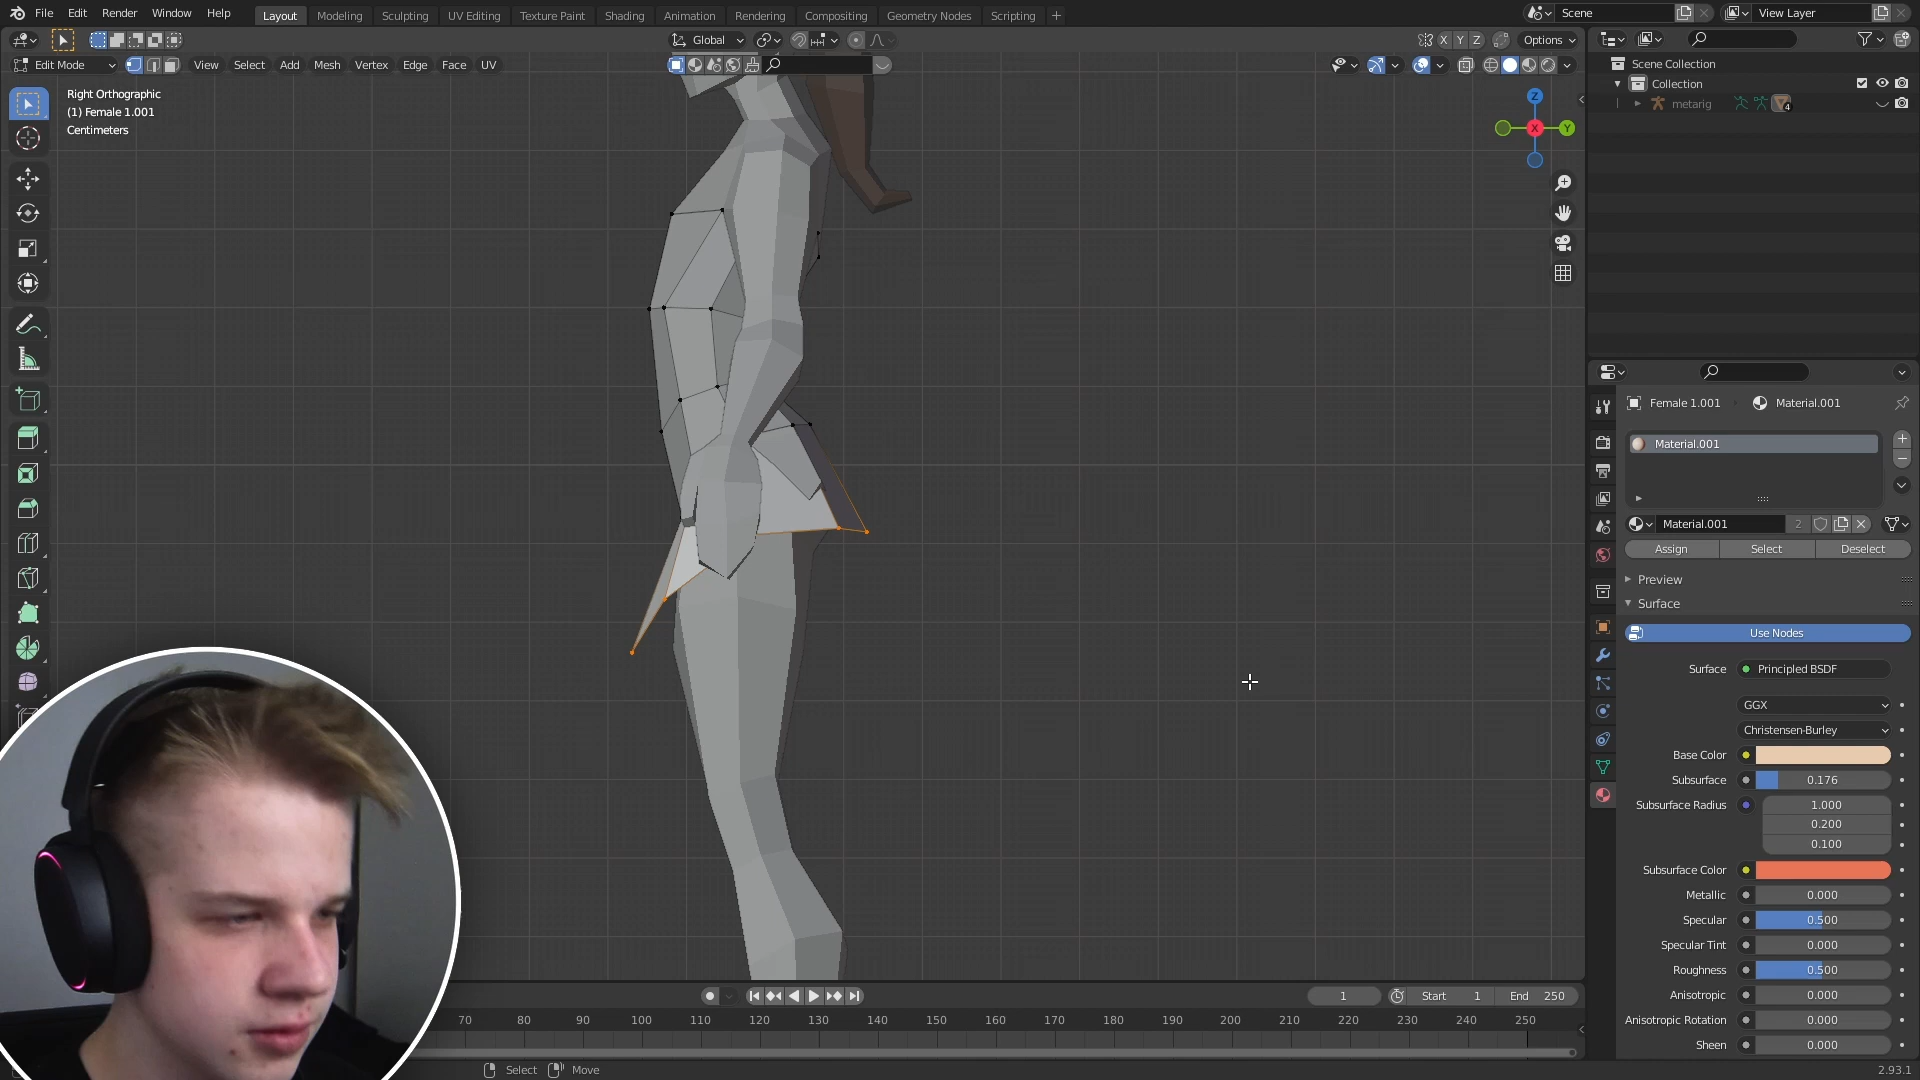 File Edit Render Window Help Layout Modeling Sculpting UV Editing Texture Paint Shading Animation Rendering Compositing Geometry Nodes Scripting Scene View Layer
Global X Y Z Options
Edit Mode View Select Add Mesh Vertex Edge Face UV
Right Orthographic
(1) Female 1.001
Centimeters
Z
X
Y
Scene Collection
Collection
metarig
4
Female 1.001 Material.001
Material.001
Material.001 2
Assign Select Deselect
Preview
Surface
Use Nodes
Surface Principled BSDF
GGX
Christensen-Burley
Base Color
Subsurface 0.176
Subsurface Radius 1.000
0.200
0.100
Subsurface Color
Metallic 0.000
Specular 0.500
Specular Tint 0.000
Roughness 0.500
Anisotropic 0.000
Anisotropic Rotation 0.000
Sheen 0.000
1 Start 1 End 250
70 80 90 100 110 120 130 140 150 160 170 180 190 200 210 220 230 240 250
Select Move
2.93.1